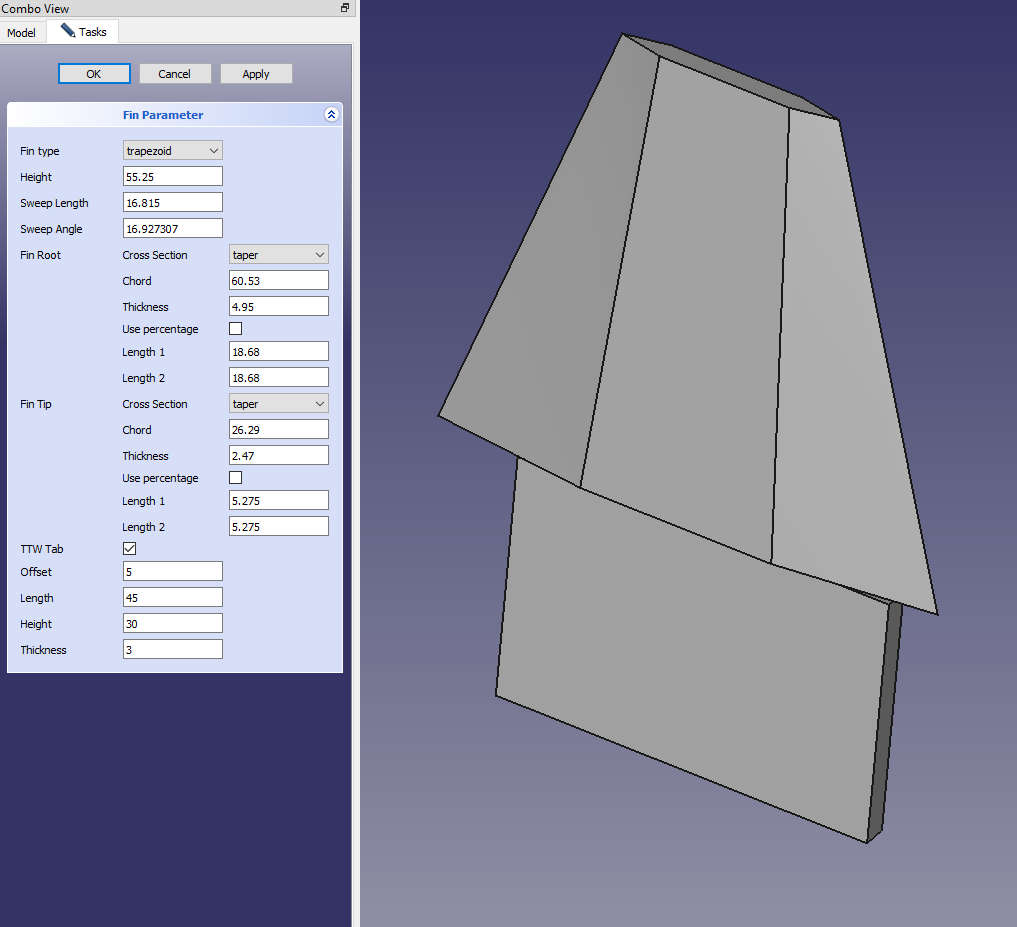 Combo View
Model Tasks
OK Cancel Apply
Fin Parameter
Fin type trapezoid
Height 55.25
Sweep Length 16.815
Sweep Angle 16.927307
Fin Root Cross Section taper
Chord 60.53
Thickness 4.95
Use percentage
Length 1 18.68
Length 2 18.68
Fin Tip Cross Section taper
Chord 26.29
Thickness 2.47
Use percentage
Length 1 5.275
Length 2 5.275
TTW Tab
Offset 5
Length 45
Height 30
Thickness 3